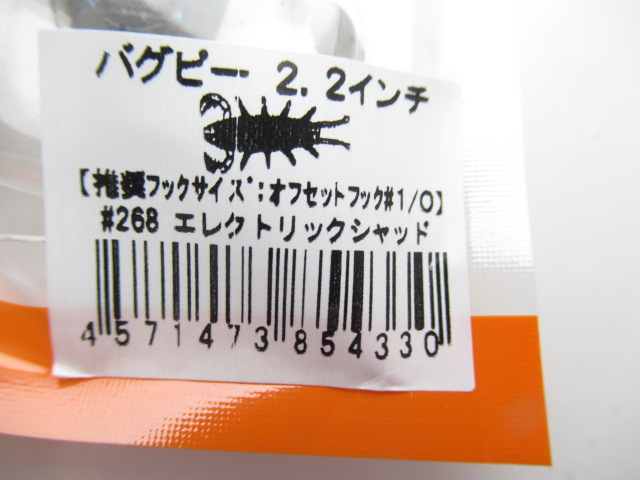 バグピー 2.2インチ
【推奨フックサイズ:オフセットフック#1/0】
#268 エレクトリックシャッド
4571473854330